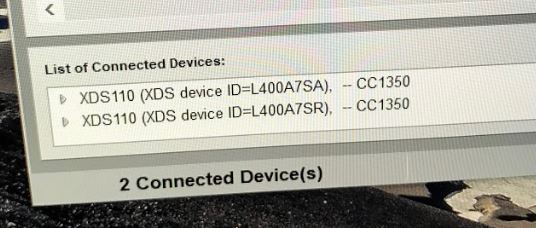 List of Connected Devices:
XDS110 (XDS device ID=L400A7SA), -- CC1350
XDS110 (XDS device ID=L400A7SR), -- CC1350
2 Connected Device(s)